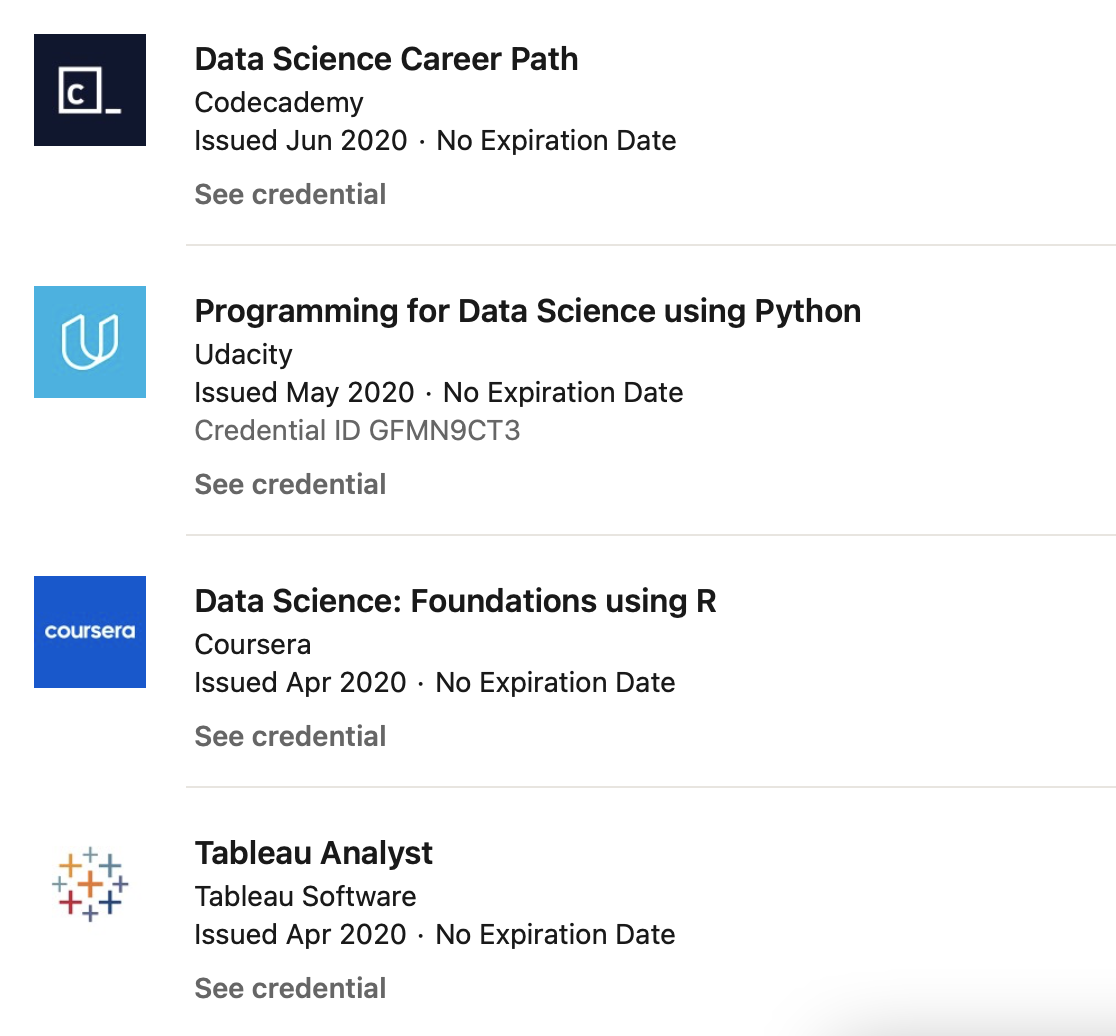 C_
Data Science Career Path
Codecademy
Issued Jun 2020 · No Expiration Date
See credential
Programming for Data Science using Python
Udacity
Issued May 2020 · No Expiration Date
Credential ID GFMN9CT3
See credential
coursera
Data Science: Foundations using R
Coursera
Issued Apr 2020 · No Expiration Date
See credential
Tableau Analyst
Tableau Software
Issued Apr 2020 · No Expiration Date
See credential